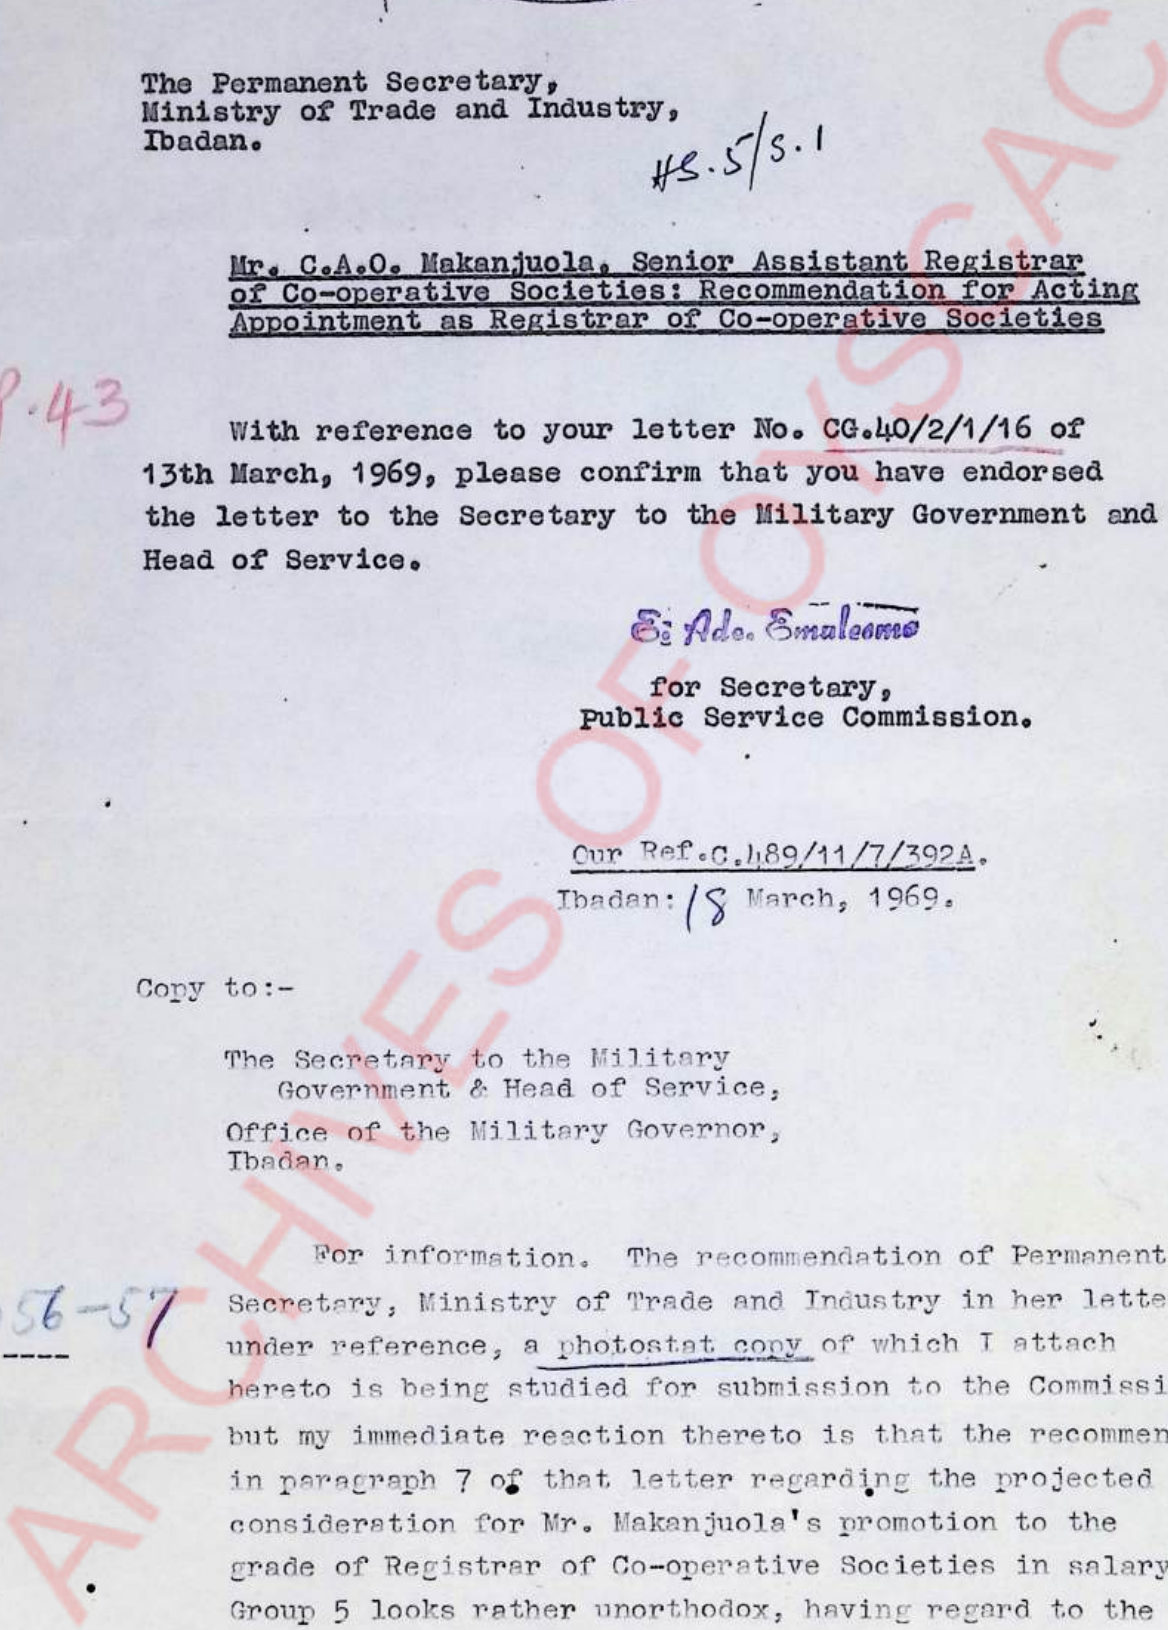 The Permanent Secretary,
Ministry of Trade and Industry,
Ibadan.
HS.5/S.1
Mr. C.A.O. Makanjuola, Senior Assistant Registrar
of Co-operative Societies: Recommendation for Acting
Appointment as Registrar of Co-operative Societies
P.43
With reference to your letter No. CG.40/2/1/16 of
13th March, 1969, please confirm that you have endorsed
the letter to the Secretary to the Military Government and
Head of Service.
E: Ade.
for Secretary,
Public Service Commission.
Our Ref.C.489/11/7/392A.
Ibadan: 18 March, 1969.
Copy to:-
The Secretary to the Military
Government & Head of Service,
Office of the Military Governor,
Ibadan.
For information. The recommendation of Permanent
56-57
Secretary, Ministry of Trade and Industry in her lette
under reference, a photostat copy of which I attach
hereto is being studied for submission to the Commissi
but my immediate reaction thereto is that the recommen
in paragraph 7 of that letter regarding the projected
consideration for Mr. Makanjuola's promotion to the
grade of Registrar of Co-operative Societies in salary
Group 5 looks rather unorthodox, having regard to the
ARCHIVES OF OYSCAC